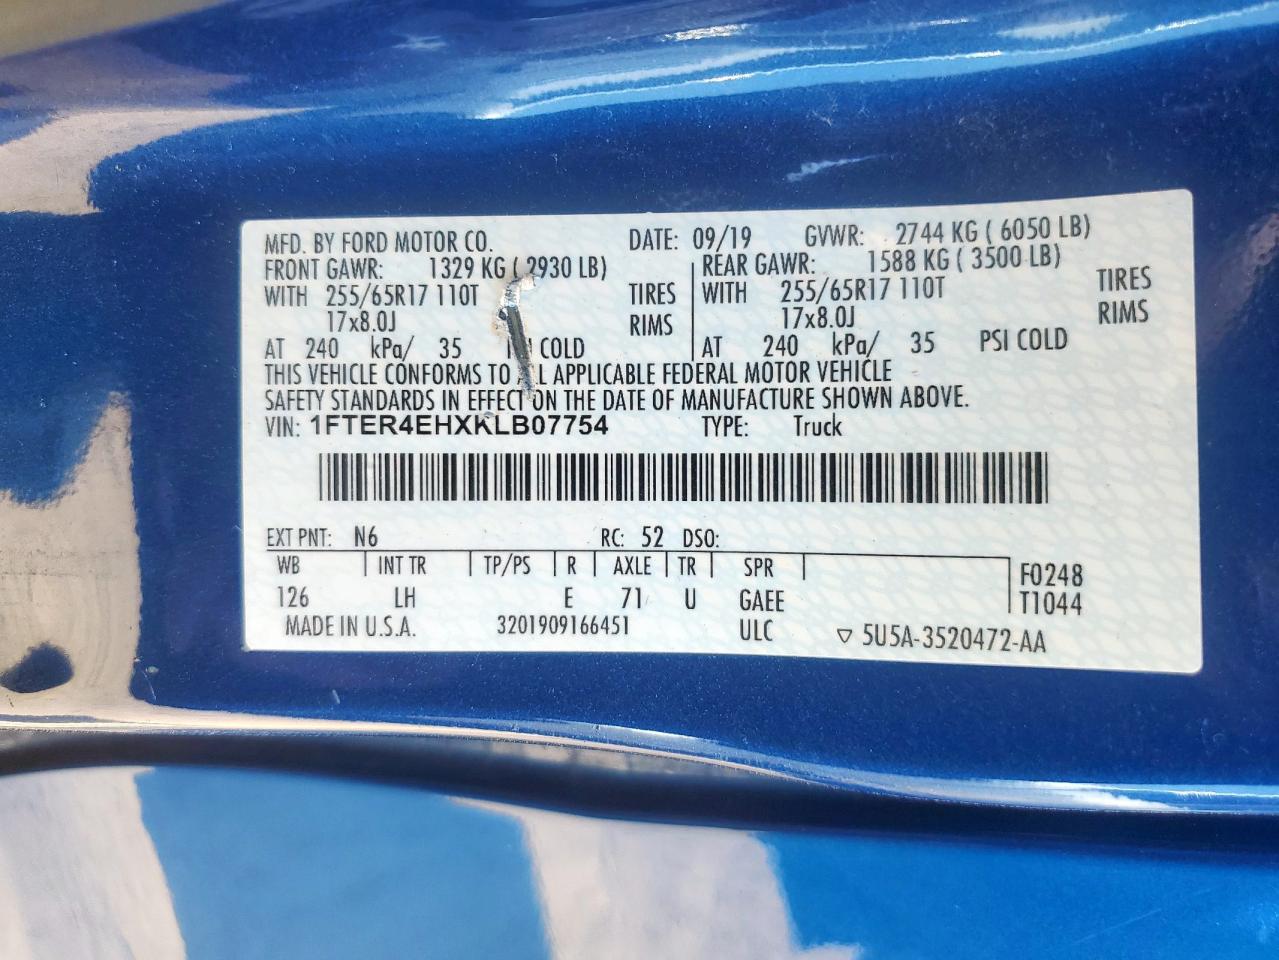 MFD. BY FORD MOTOR CO. DATE: 09/19 GVWR: 2744 KG ( 6050 LB)
FRONT GAWR: 1329 KG ( 2930 LB) REAR GAWR: 1588 KG ( 3500 LB)
WITH 255/65R17 110T TIRES WITH 255/65R17 110T TIRES
17x8.0J RIMS 17x8.0J RIMS
AT 240 kPa/ 35 PSI COLD AT 240 kPa/ 35 PSI COLD
THIS VEHICLE CONFORMS TO ALL APPLICABLE FEDERAL MOTOR VEHICLE
SAFETY STANDARDS IN EFFECT ON THE DATE OF MANUFACTURE SHOWN ABOVE.
VIN: 1FTER4EHXKLB07754 TYPE: Truck
EXT PNT: N6 RC: 52 DSO:
WB INT TR TP/PS R AXLE TR SPR F0248
126 LH E 71 U GAEE T1044
MADE IN U.S.A. 3201909166451 ULC ▽ 5U5A-3520472-AA